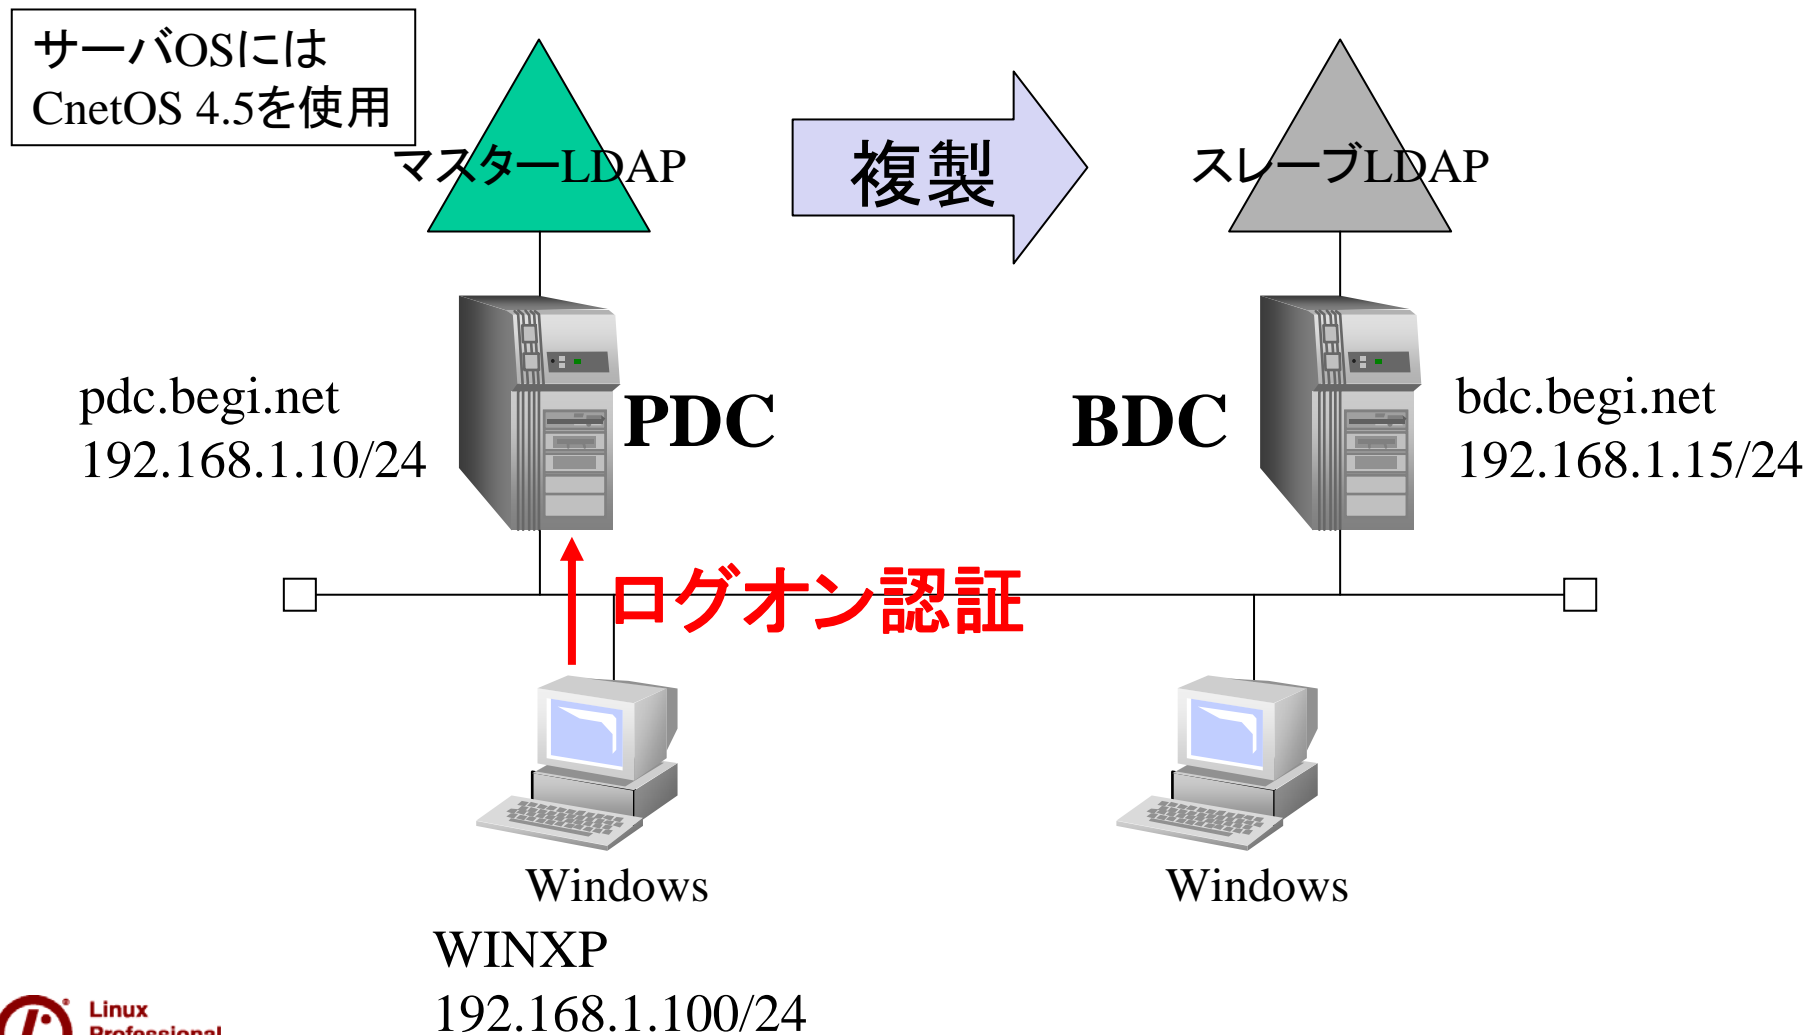 サーバOSには
CnetOS 4.5を使用
マスターLDAP
複製
スレーブLDAP
pdc.begi.net
192.168.1.10/24
PDC
BDC
bdc.begi.net
192.168.1.15/24
ログオン認証
Windows
Windows
WINXP
192.168.1.100/24
Linux
Professional